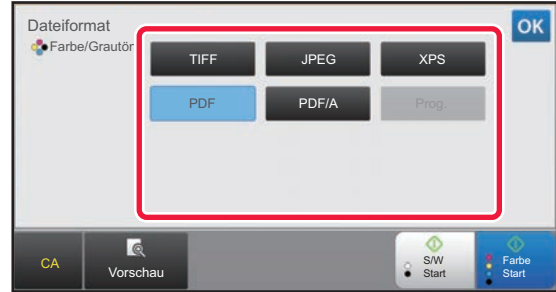 Dateiformat
OK
Farbe/Grautör
TIFF
JPEG
XPS
PDF
PDF/A
Prog.
CA
Vorschau
S/W
Start
Farbe
Start